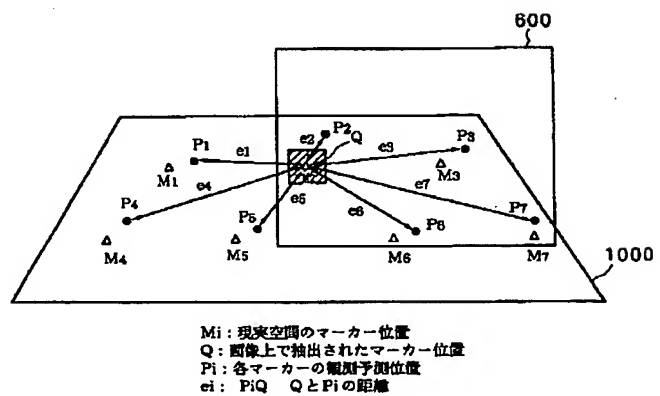 600
P1
e1
e2
P2
Q
e3
P3
M1
e4
e5
e6
e7
M3
P4
P5
P6
P7
M4
M5
M6
M7
1000
Mi：現実空間のマーカー位置
Q：画像上で抽出されたマーカー位置
Pi：各マーカーの観測予測位置
ei： PiQ QとPiの距離